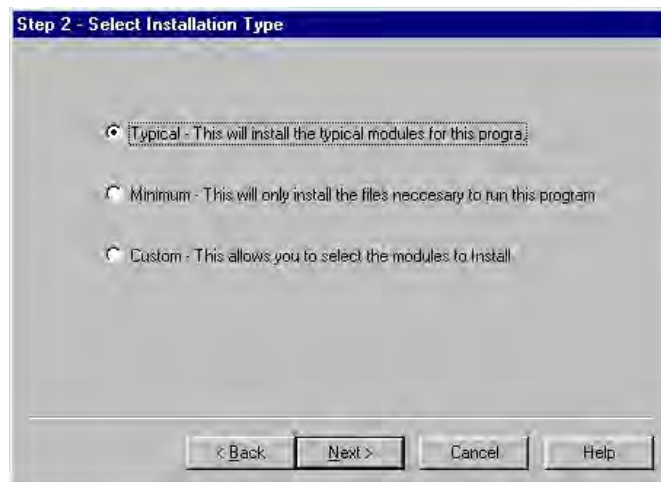 Step 2 - Select Installation Type
Typical - This will install the typical modules for this progra.
Minimum - This will only install the files neccesary to run this program
Custom - This allows you to select the modules to Install
< Back
Next >
Cancel
Help